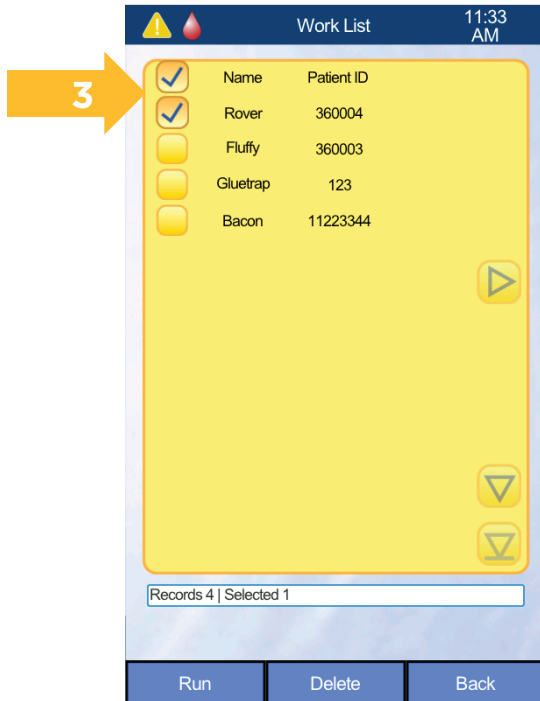 Work List
11:33
AM
3
Name Patient ID
Rover 360004
Fluffy 360003
Gluetrap 123
Bacon 11223344
Records 4 | Selected 1
Run Delete Back